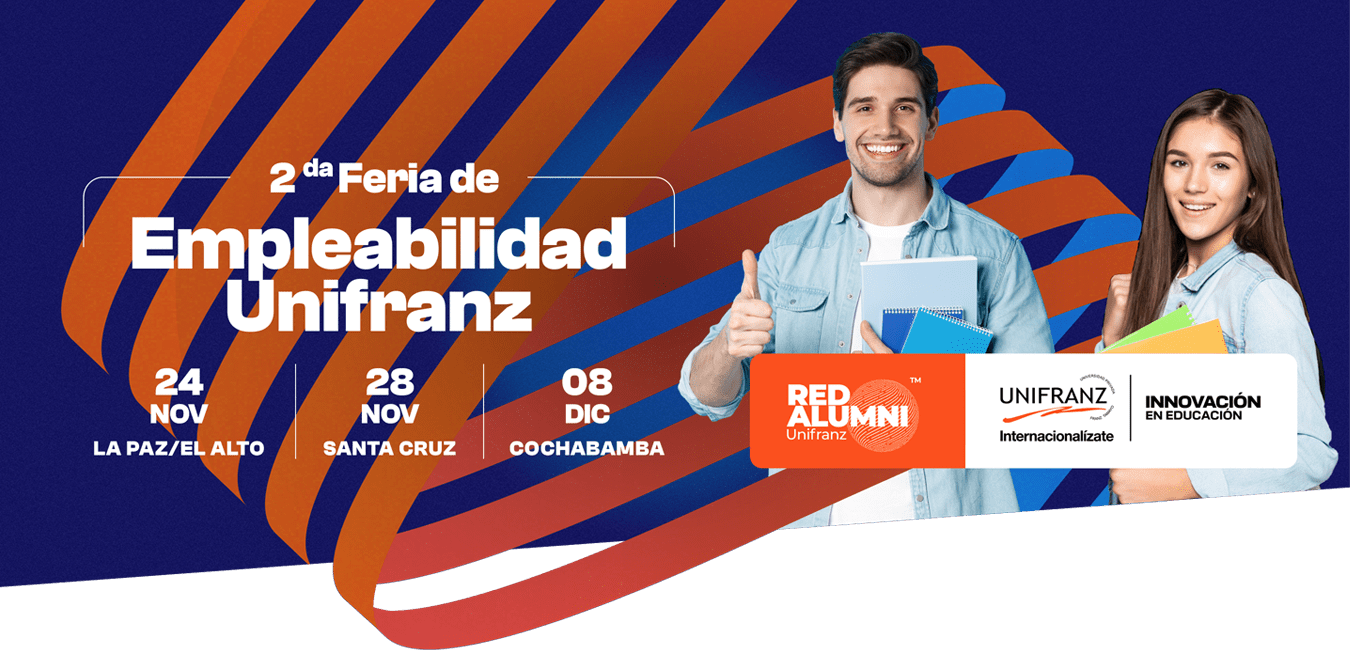 2da Feria de
Empleabilidad
Unifranz
24
NOV
LA PAZ/EL ALTO
28
NOV
SANTA CRUZ
08
DIC
COCHABAMBA
RED
ALUMNI
Unifranz
TM
UNIFRANZ
Internacionalízate
INNOVACIÓN
EN EDUCACIÓN